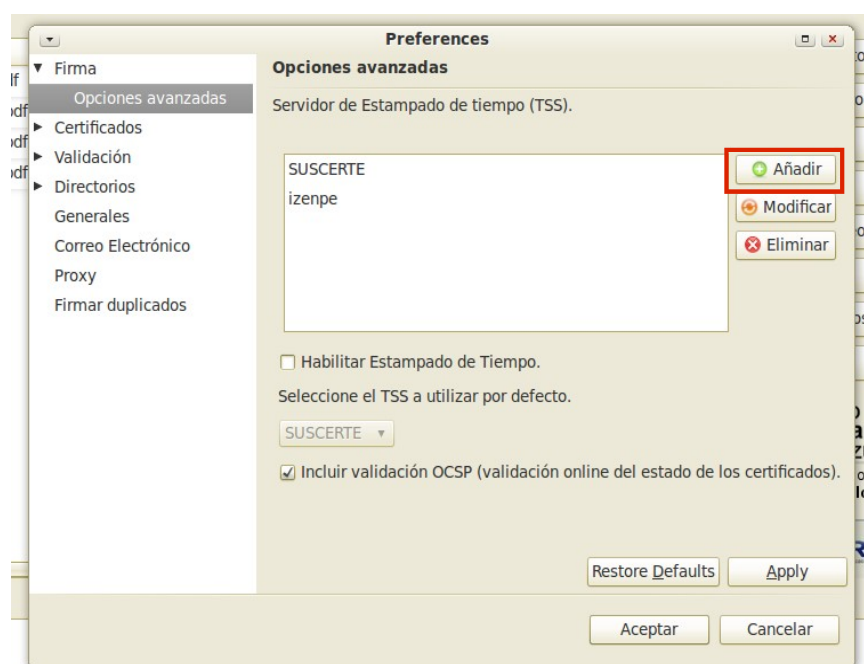 Preferences
Firma
Opciones avanzadas
Certificados
Validación
Directorios
Generales
Correo Electrónico
Proxy
Firmar duplicados
Opciones avanzadas
Servidor de Estampado de tiempo (TSS).
SUSCERTE
izenpe
Añadir
Modificar
Eliminar
Habilitar Estampado de Tiempo.
Seleccione el TSS a utilizar por defecto.
SUSCERTE
Incluir validación OCSP (validación online del estado de los certificados).
Restore Defaults
Apply
Aceptar
Cancelar